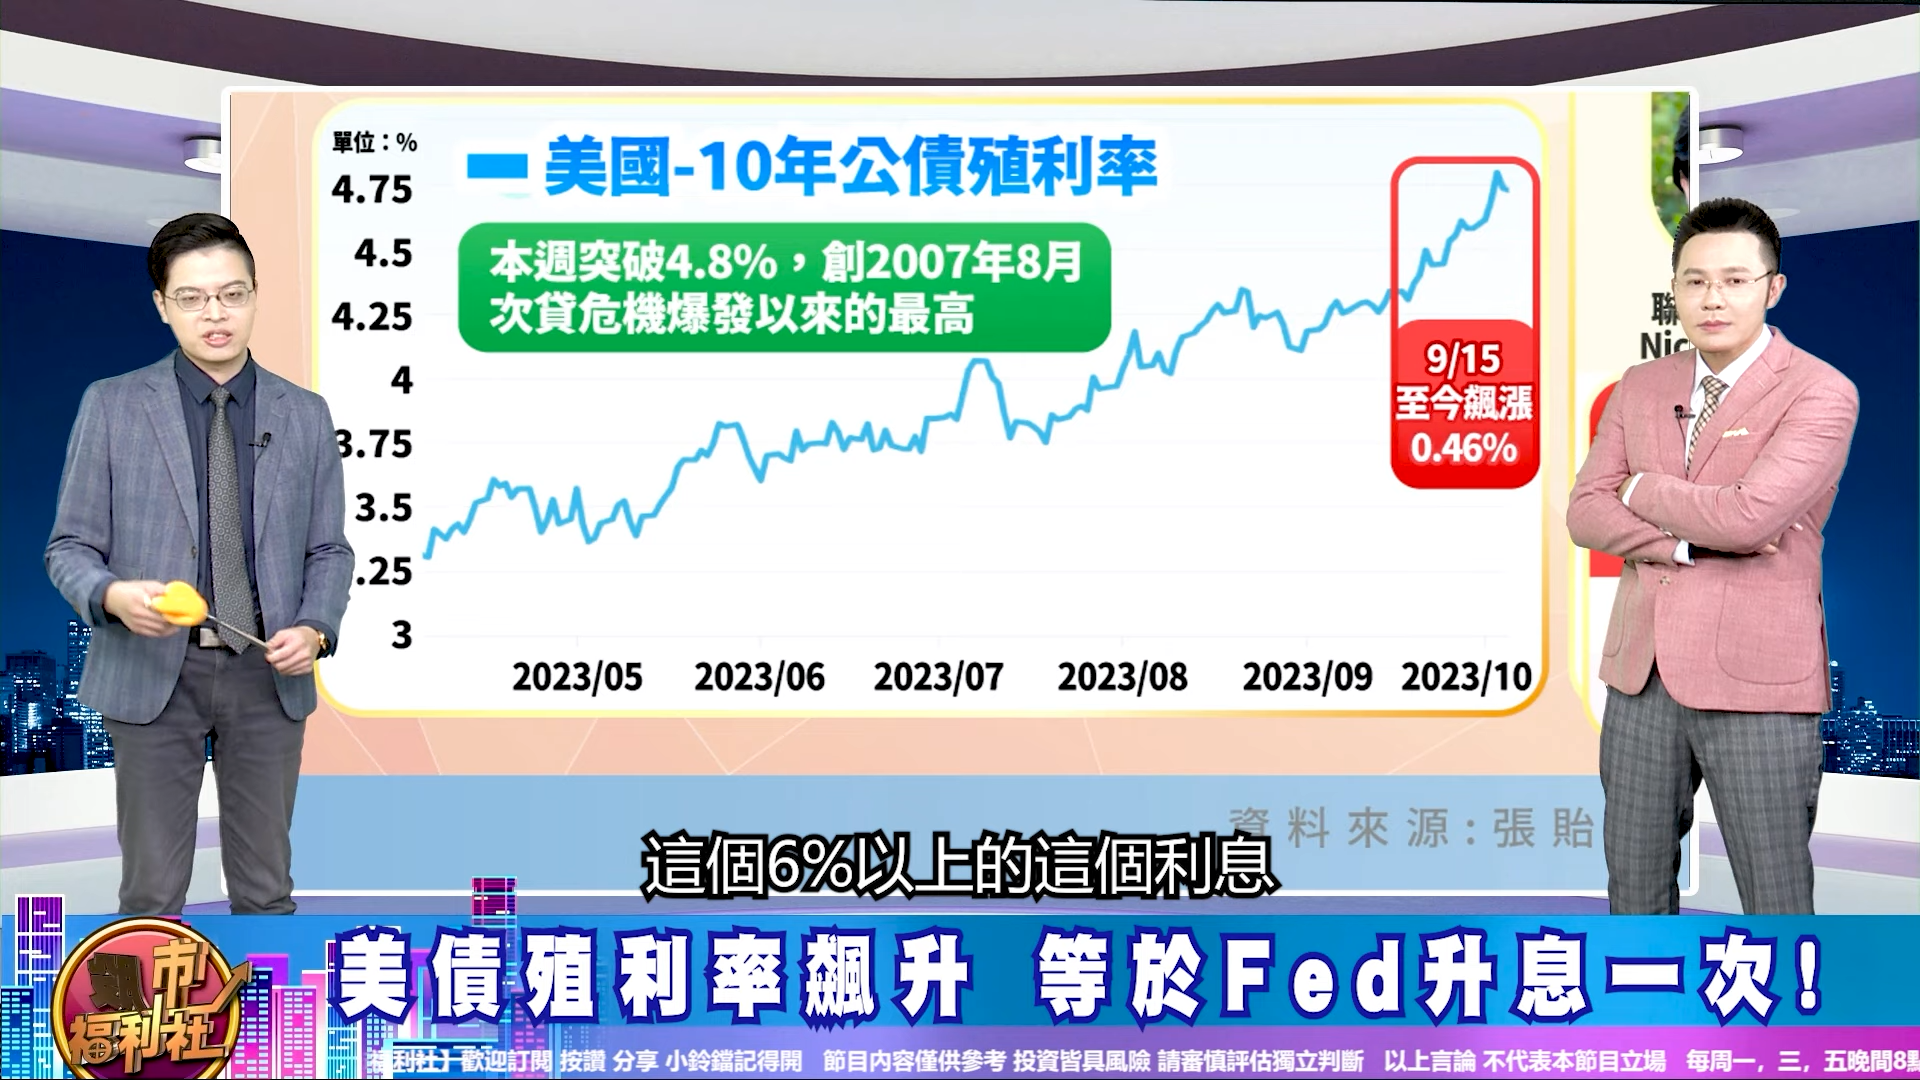 單位：%
美國-10年公債殖利率
4.75
4.5
4.25
4
3.75
3.5
.25
3
本週突破4.8%，創2007年8月
次貸危機爆發以來的最高
9/15
至今飆漲
0.46%
2023/05 2023/06 2023/07 2023/08 2023/09 2023/10
聯
Nic
資料來源:張貽
這個6%以上的這個利息
美債殖利率飆升 等於Fed升息一次!
市
福利社
福利社】歡迎訂閱 按讚 分享 小鈴鐺記得開 節目內容僅供參考 投資皆具風險 請審慎評估獨立判斷 以上言論 不代表本節目立場 每周一，三，五晚間8點